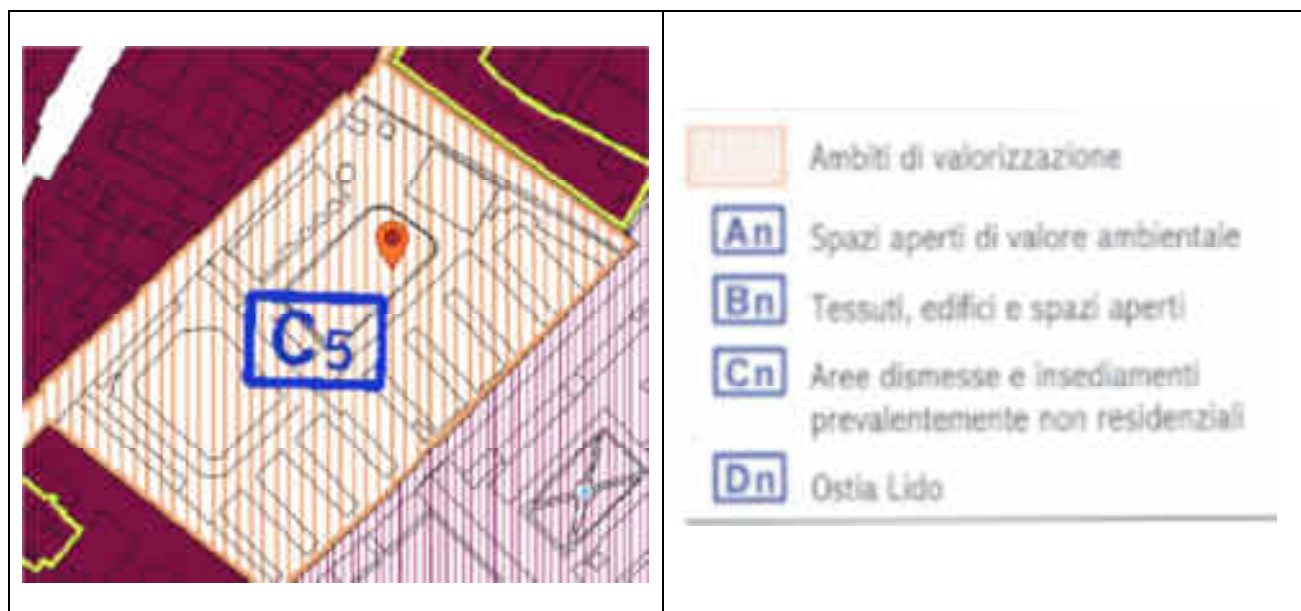 C5
Ambiti di valorizzazione
An Spazi aperti di valore ambientale
Bn Tessuti, edifici e spazi aperti
Cn Aree dismesse e insediamenti
prevalentemente non residenziali
Dn Ostia Lido